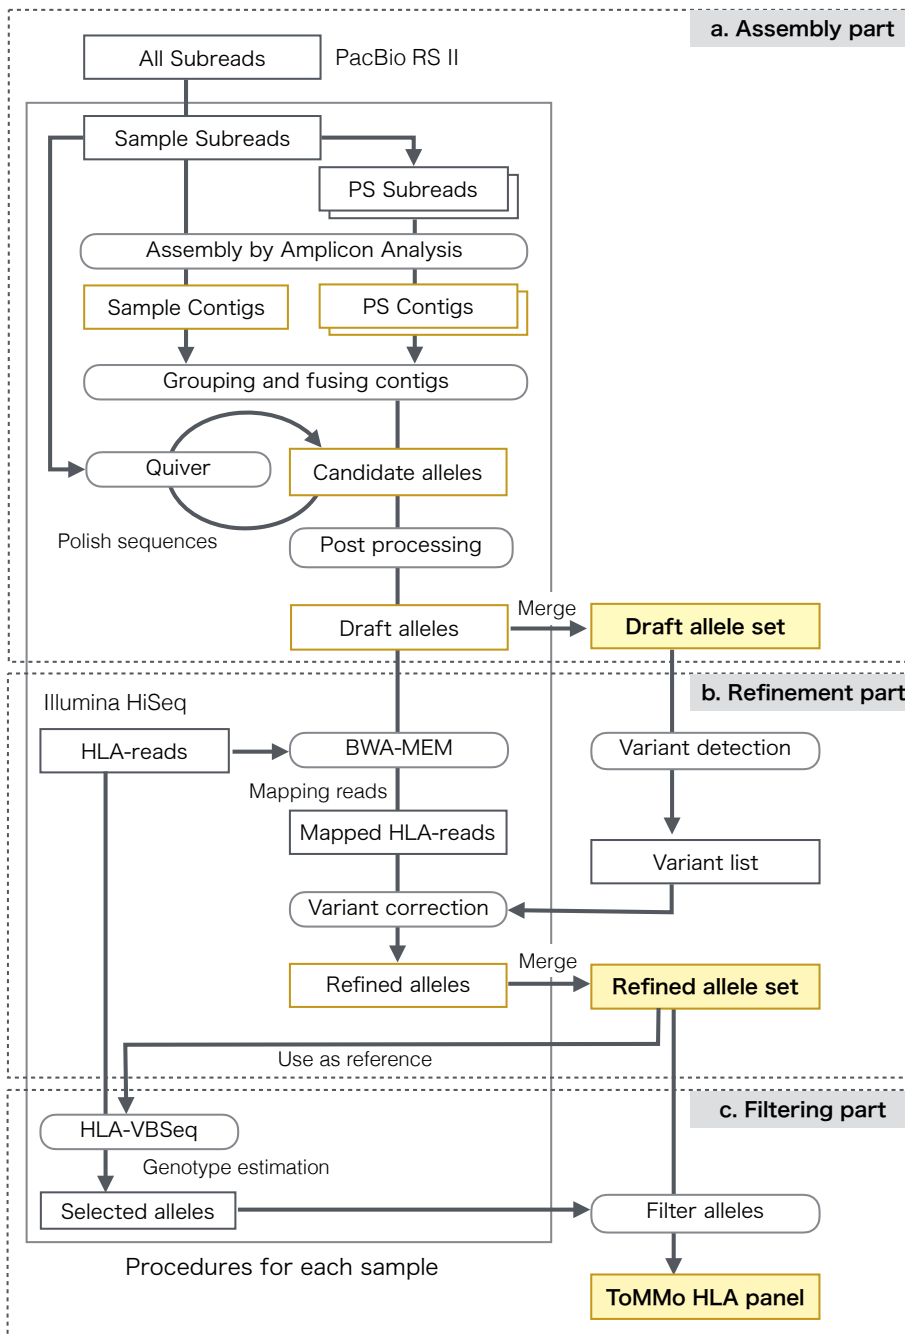 a. Assembly part
All Subreads
PacBio RS II
Sample Subreads
PS Subreads
Assembly by Amplicon Analysis
Sample Contigs
PS Contigs
Grouping and fusing contigs
Quiver
Candidate alleles
Polish sequences
Post processing
Draft alleles
Merge
Draft allele set
b. Refinement part
Illumina HiSeq
HLA-reads
BWA-MEM
Variant detection
Mapping reads
Mapped HLA-reads
Variant list
Variant correction
Refined alleles
Merge
Refined allele set
Use as reference
c. Filtering part
HLA-VBSeq
Genotype estimation
Selected alleles
Filter alleles
Procedures for each sample
ToMMo HLA panel